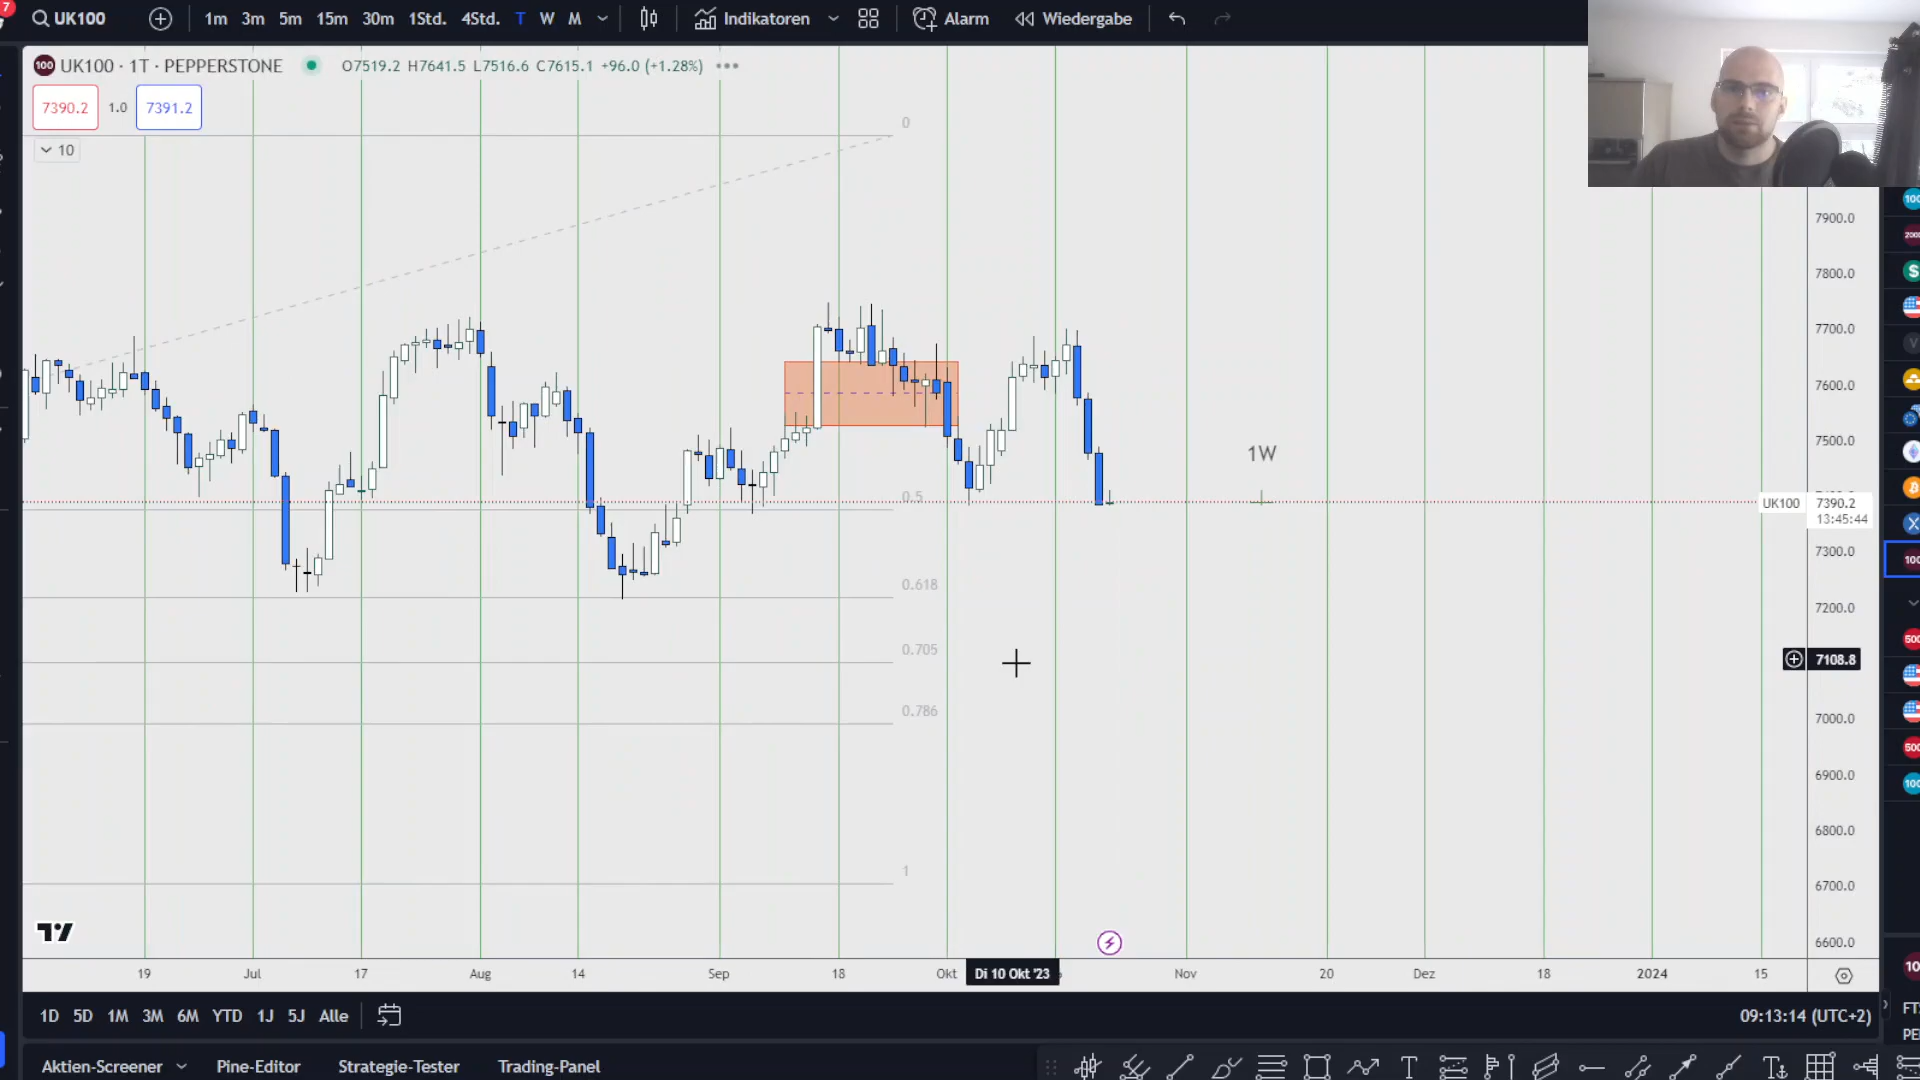 7
UK100
1m 3m 5m 15m 30m 1Std. 4Std. T W M
Indikatoren
Alarm
Wiedergabe
100 UK100 · 1T · PEPPERSTONE
O7519.2 H7641.5 L7516.6 C7615.1 +96.0 (+1.28%)
7390.2 1.0 7391.2
10
0
0.5
0.618
0.705
0.786
1
1W
7900.0
7800.0
7700.0
7600.0
7500.0
UK100 7390.2
13:45:44
7300.0
7200.0
7108.8
7000.0
6900.0
6800.0
6700.0
6600.0
19 Jul 17 Aug 14 Sep 18 Okt Di 10 Okt '23 Nov 20 Dez 18 2024 15
1D 5D 1M 3M 6M YTD 1J 5J Alle
09:13:14 (UTC+2)
Aktien-Screener Pine-Editor Strategie-Tester Trading-Panel